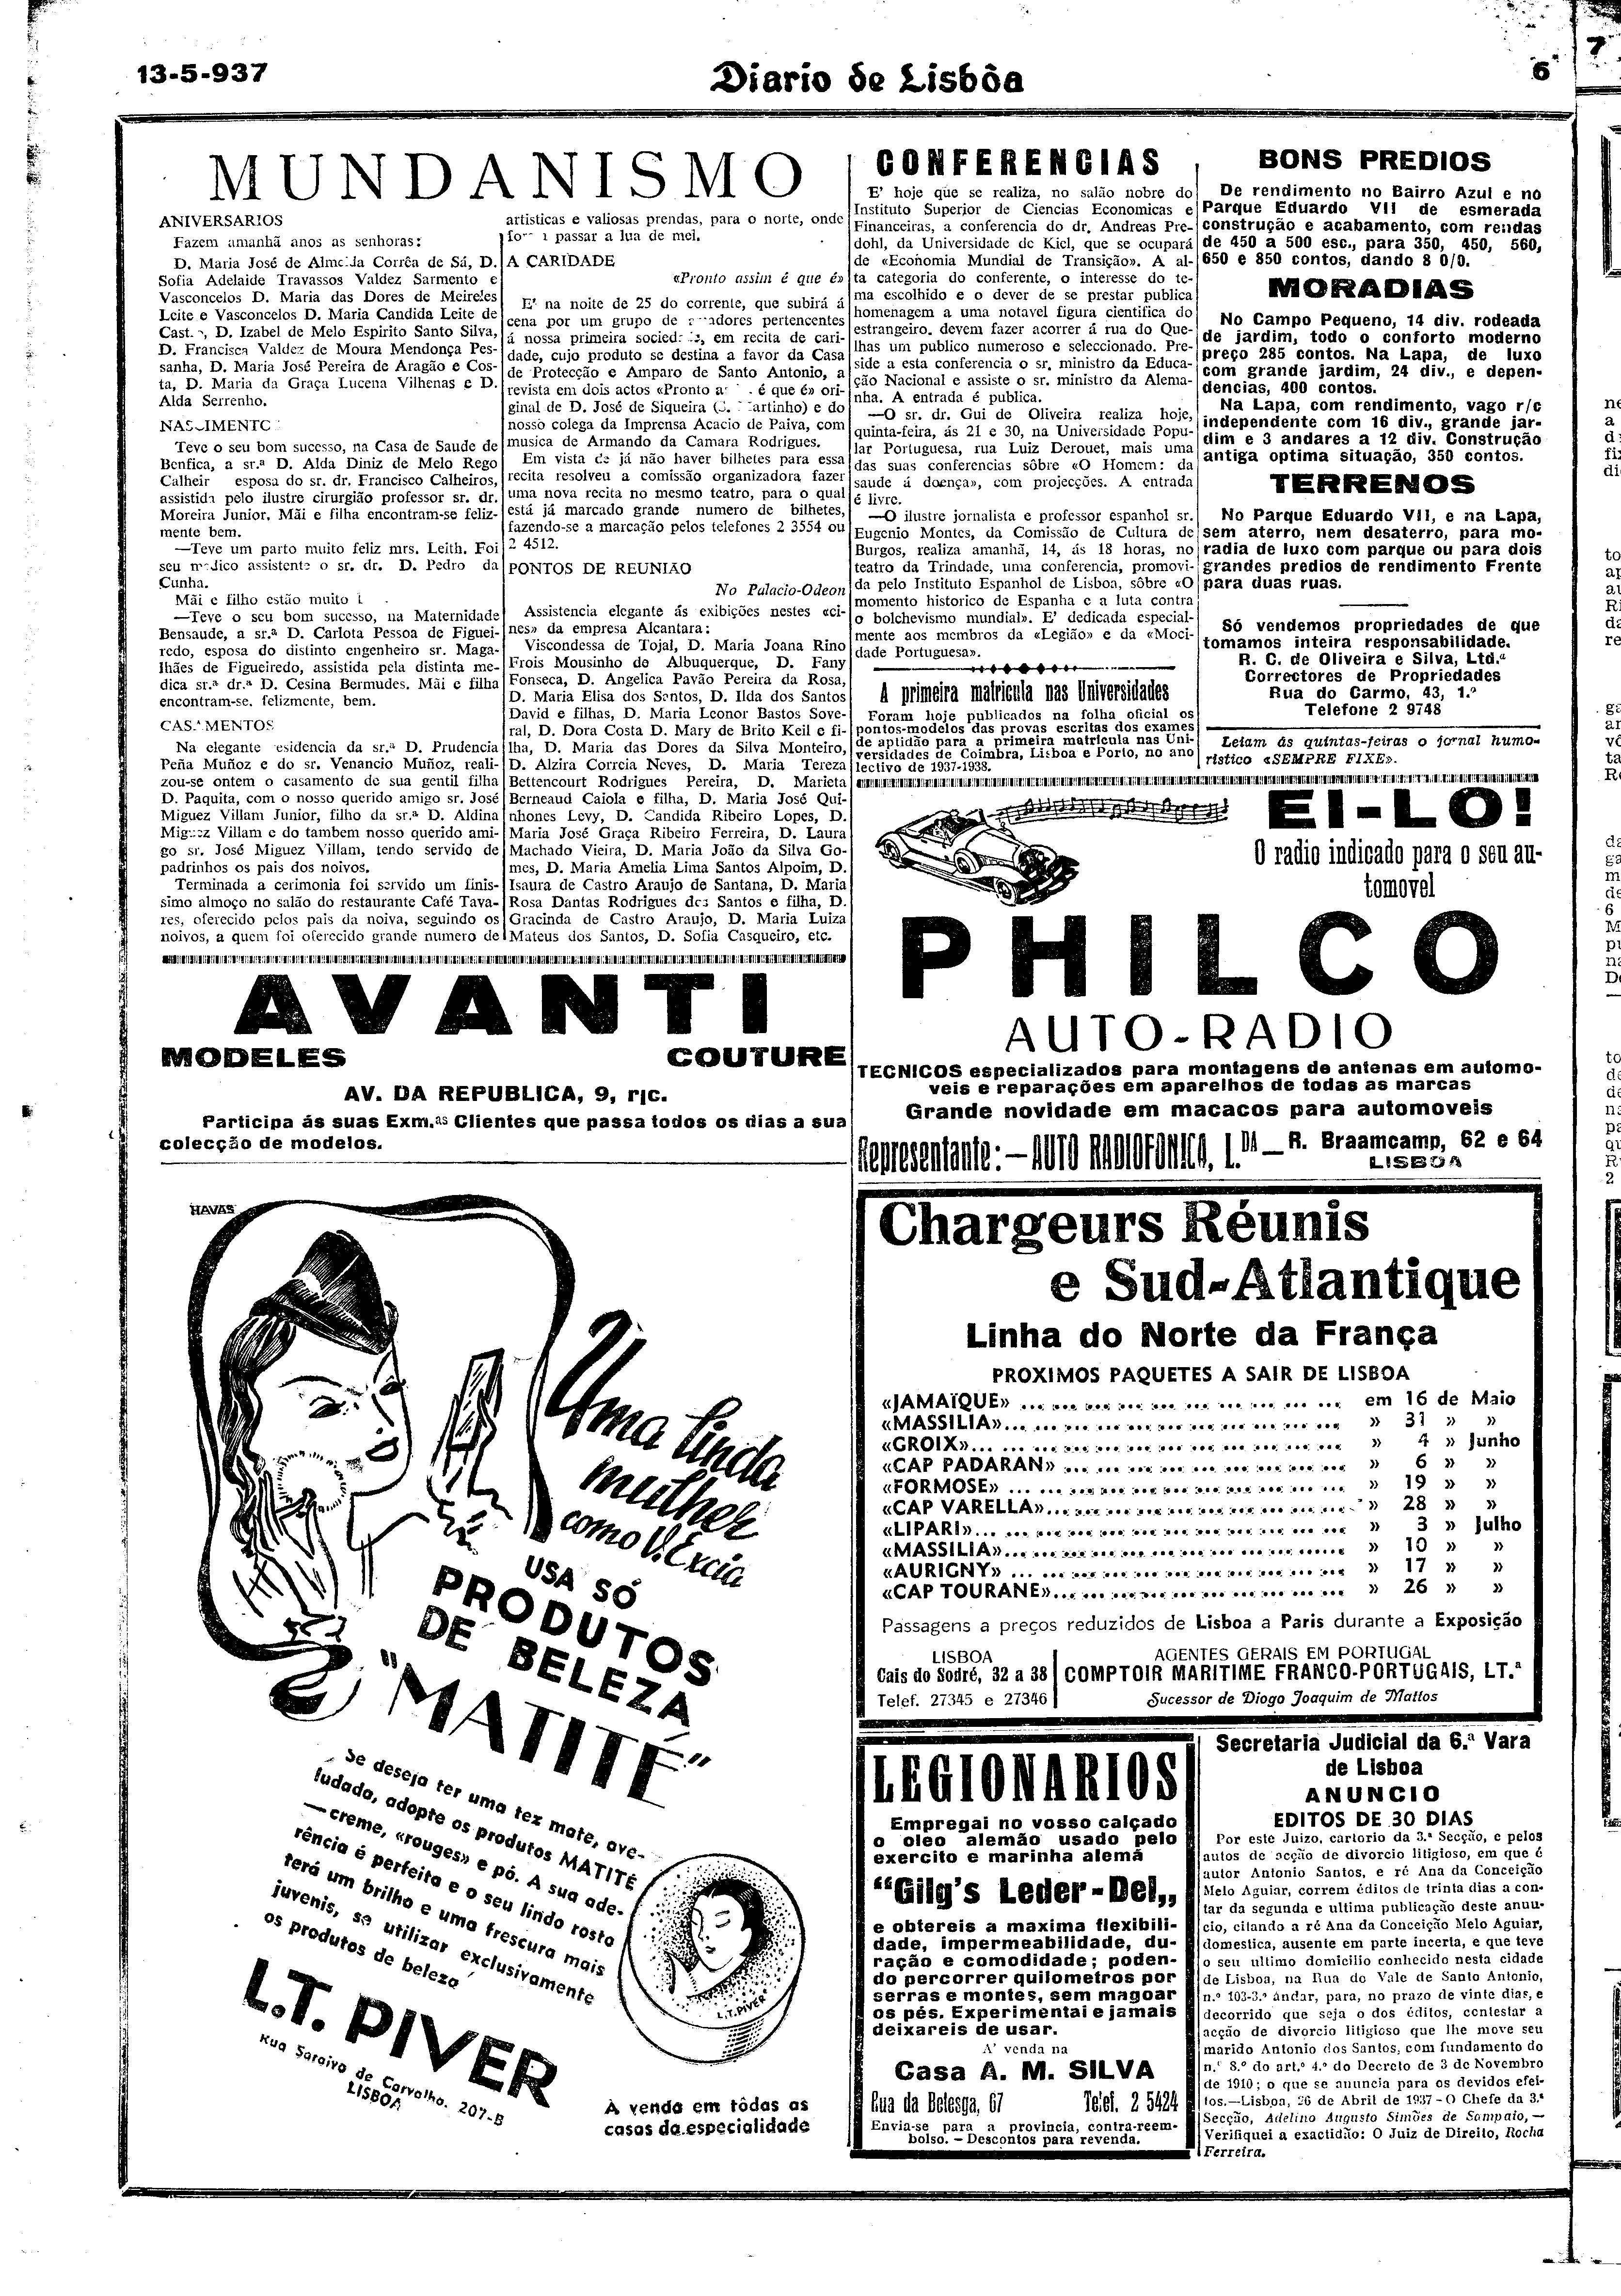 13-5-937
Diario de Lisbôa
6
MUNDANISMO
ANIVERSARIOS
Fazem amanhã anos as senhoras:
D. Maria José de Almeida Corrêa de Sá, D.
Sofia Adelaide Travassos Valdez Sarmento e
Vasconcelos D. Maria das Dores de Meireles
Leite e Vasconcelos D. Maria Candida Leite de
D. Izabel de Melo Espirito Santo Silva,
D. Francisca Valdez de Moura Mendonça Pes-
sanha, D. Maria José Pereira de Aragão e Cos-
ta, D. Maria da Graça Lucena Vilhenas e D.
Alda Serrenho.
NASCIMENTO
Teve o seu bom sucesso, na Casa de Saude de
Benfica, a sr.ª D. Alda Diniz de Melo Rego
Calheir esposa do sr. dr. Francisco Calheiros,
assistida pelo ilustre cirurgião professor sr. dr.
Moreira Junior. Mãi e filha encontram-se feliz-
mente bem.
—Teve um parto muito feliz mrs. Leith. Foi
seu medico assistente o sr. dr. D. Pedro da
Cunha.
Mãi e filho estão muito
—Teve o seu bom sucesso, na Maternidade
Bensaude, a sr.ª D. Carlota Pessoa de Figuei-
redo, esposa do distinto engenheiro sr. Maga-
lhães de Figueiredo, assistida pela distinta me-
dica sr.ª dr.ª D. Cesina Bermudes. Mãi e filha
encontram-se. felizmente, bem.
CASAMENTOS
Na elegante residencia da sr.ª D. Prudencia
Peña Muñoz e do sr. Venancio Muñoz, reali-
zou-se ontem o casamento de sua gentil filha
D. Paquita, com o nosso querido amigo sr. José
Miguez Villam Junior, filho da sr.ª D. Aldina
Miguez Villam e do tambem nosso querido ami-
go sr. José Miguez Villam, tendo servido de
padrinhos os pais dos noivos.
Terminada a cerimonia foi servido um finis-
simo almoço no salão do restaurante Café Tava-
res, oferecido pelos pais da noiva, seguindo os
noivos, a quem foi oferecido grande numero de
artisticas e valiosas prendas, para o norte, onde
passar a lua de mel.
A CARIDADE
«Pronto assim é que é»
E' na noite de 25 do corrente, que subirá á
cena por um grupo de amadores pertencentes
á nossa primeira sociedade, em recita de cari-
dade, cujo produto se destina a favor da Casa
de Protecção e Amparo de Santo Antonio, a
revista em dois actos «Pronto é que é» ori-
ginal de D. José de Siqueira (S. Martinho) e do
nosso colega da Imprensa Acacio de Paiva, com
musica de Armando da Camara Rodrigues.
Em vista de já não haver bilhetes para essa
recita resolveu a comissão organizadora fazer
uma nova recita no mesmo teatro, para o qual
está já marcado grande numero de bilhetes,
fazendo-se a marcação pelos telefones 2 3554 ou
2 4512.
PONTOS DE REUNIÃO
No Palacio-Odeon
Assistencia elegante ás exibições nestes «ci-
nes» da empresa Alcantara:
Viscondessa de Tojal, D. Maria Joana Rino
Frois Mousinho de Albuquerque, D. Fany
Fonseca, D. Angelica Pavão Pereira da Rosa,
D. Maria Elisa dos Santos, D. Ilda dos Santos
David e filhas, D. Maria Leonor Bastos Sove-
ral, D. Dora Costa D. Mary de Brito Keil e fi-
lha, D. Maria das Dores da Silva Monteiro,
D. Alzira Correia Neves, D. Maria Tereza
Bettencourt Rodrigues Pereira, D. Marieta
Berneaud Caiola e filha, D. Maria José Qui-
nhones Levy, D. Candida Ribeiro Lopes, D.
Maria José Graça Ribeiro Ferreira, D. Laura
Machado Vieira, D. Maria João da Silva Go-
mes, D. Maria Amelia Lima Santos Alpoim, D.
Isaura de Castro Araujo de Santana, D. Maria
Rosa Dantas Rodrigues dos Santos e filha, D.
Gracinda de Castro Araujo, D. Maria Luiza
Mateus dos Santos, D. Sofia Casqueiro, etc.
AVANTI
MODELES COUTURE
AV. DA REPUBLICA, 9, r|c.
Participa ás suas Exm.as Clientes que passa todos os dias a sua
colecção de modelos.
HAVAS
Uma linda
mulher
como V. Excia
USA SÓ
PRODUTOS
DE BELEZA
"MATITÉ"
Se deseja ter uma tez mate, ave-
ludada, adopte os produtos MATITÉ
—creme, «rouges» e pó. A sua ade-
rência é perfeita e o seu lindo rosto
terá um brilho e uma frescura mais
juvenis, se utilizar exclusivamente
os produtos de beleza
L.T. PIVER
Rua Saraiva de Carvalho. 207-B
LISBOA
L.T. PIVER
À venda em tôdas as
casas da especialidade
CONFERENCIAS
E' hoje que se realiza, no salão nobre do
Instituto Superior de Ciencias Economicas e
Financeiras, a conferencia do dr. Andreas Pre-
dohl, da Universidade de Kiel, que se ocupará
de «Economia Mundial de Transição». A al-
ta categoria do conferente, o interesse do te-
ma escolhido e o dever de se prestar publica
homenagem a uma notavel figura cientifica do
estrangeiro. devem fazer acorrer á rua do Que-
lhas um publico numeroso e seleccionado. Pre-
side a esta conferencia o sr. ministro da Educa-
ção Nacional e assiste o sr. ministro da Alema-
nha. A entrada é publica.
—O sr. dr. Gui de Oliveira realiza hoje,
quinta-feira, ás 21 e 30, na Universidade Popu-
lar Portuguesa, rua Luiz Derouet, mais uma
das suas conferencias sôbre «O Homem: da
saude á doença», com projecções. A entrada
é livre.
—O ilustre jornalista e professor espanhol sr.
Eugenio Montes, da Comissão de Cultura de
Burgos, realiza amanhã, 14, ás 18 horas, no
teatro da Trindade, uma conferencia, promovi-
da pelo Instituto Espanhol de Lisboa, sôbre «O
momento historico de Espanha e a luta contra
o bolchevismo mundial». E' dedicada especial-
mente aos membros da «Legião» e da «Moci-
dade Portuguesa».
A primeira matricula nas Universidades
Foram hoje publicados na folha oficial os
pontos-modelos das provas escritas dos exames
de aptidão para a primeira matricula nas Uni-
versidades de Coimbra, Lisboa e Porto, no ano
lectivo de 1937-1938.
BONS PREDIOS
De rendimento no Bairro Azul e no
Parque Eduardo VII de esmerada
construção e acabamento, com rendas
de 450 a 500 esc., para 350, 450, 560,
650 e 850 contos, dando 8 0/0.
MORADIAS
No Campo Pequeno, 14 div. rodeada
de jardim, todo o conforto moderno
preço 285 contos. Na Lapa, de luxo
com grande jardim, 24 div., e depen-
dencias, 400 contos.
Na Lapa, com rendimento, vago r/c
independente com 16 div., grande jar-
dim e 3 andares a 12 div. Construção
antiga optima situação, 350 contos.
TERRENOS
No Parque Eduardo VII, e na Lapa,
sem aterro, nem desaterro, para mo-
radia de luxo com parque ou para dois
grandes predios de rendimento Frente
para duas ruas.
Só vendemos propriedades de que
tomamos inteira responsabilidade.
R. C. de Oliveira e Silva, Ltd.ª
Correctores de Propriedades
Rua do Carmo, 43, 1.º
Telefone 2 9748
Leiam ás quintas-feiras o jornal humo-
ristico «SEMPRE FIXE».
EI-LO!
O radio indicado para o seu au-
tomovel
PHILCO
AUTO-RADIO
TECNICOS especializados para montagens de antenas em automo-
veis e reparações em aparelhos de todas as marcas
Grande novidade em macacos para automoveis
Representante:—AUTO RADIOFONICA, L.DA—R. Braamcamp, 62 e 64
LISBOA
Chargeurs Réunis
e Sud-Atlantique
Linha do Norte da França
PROXIMOS PAQUETES A SAIR DE LISBOA
«JAMAÏQUE» ... em 16 de Maio
«MASSILIA»... » 31 » »
«GROIX»... » 4 » Junho
«CAP PADARAN» ... » 6 » »
«FORMOSE» ... » 19 » »
«CAP VARELLA»... » 28 » »
«LIPARI»... » 3 » Julho
«MASSILIA»... » 10 » »
«AURIGNY» ... » 17 » »
«CAP TOURANE»... » 26 » »
Passagens a preços reduzidos de Lisboa a Paris durante a Exposição
LISBOA
Cais do Sodré, 32 a 38
Telef. 27345 e 27346
AGENTES GERAIS EM PORTUGAL
COMPTOIR MARITIME FRANCO-PORTUGAIS, LT.ª
Sucessor de Diogo Joaquim de Mattos
LEGIONARIOS
Empregai no vosso calçado
o oleo alemão usado pelo
exercito e marinha alemã
"Gilg's Leder-Del„
e obtereis a maxima flexibili-
dade, impermeabilidade, du-
ração e comodidade; poden-
do percorrer quilometros por
serras e montes, sem magoar
os pés. Experimentai e jamais
deixareis de usar.
A' venda na
Casa A. M. SILVA
Rua da Betesga, 67 Telef. 2 5424
Envia-se para a provincia, contra-reem-
bolso. — Descontos para revenda.
Secretaria Judicial da 6.ª Vara
de Lisboa
ANUNCIO
EDITOS DE 30 DIAS
Por este Juizo, cartorio da 3.ª Secção, e pelos
autos de acção de divorcio litigioso, em que é
autor Antonio Santos, e ré Ana da Conceição
Melo Aguiar, correm éditos de trinta dias a con-
tar da segunda e ultima publicação deste anun-
cio, citando a ré Ana da Conceição Melo Aguiar,
domestica, ausente em parte incerta, e que teve
o seu ultimo domicilio conhecido nesta cidade
de Lisboa, na Rua do Vale de Santo Antonio,
n.º 103-3.º andar, para, no prazo de vinte dias, e
decorrido que seja o dos éditos, contestar a
acção de divorcio litigioso que lhe move seu
marido Antonio dos Santos, com fundamento do
n.º 8.º do art.º 4.º do Decreto de 3 de Novembro
de 1910; o que se anuncia para os devidos efei-
tos.—Lisboa, 26 de Abril de 1937-O Chefe da 3.ª
Secção, Adelino Augusto Simões de Sampaio,—
Verifiquei a exactidão: O Juiz de Direito, Rocha
Ferreira.
7